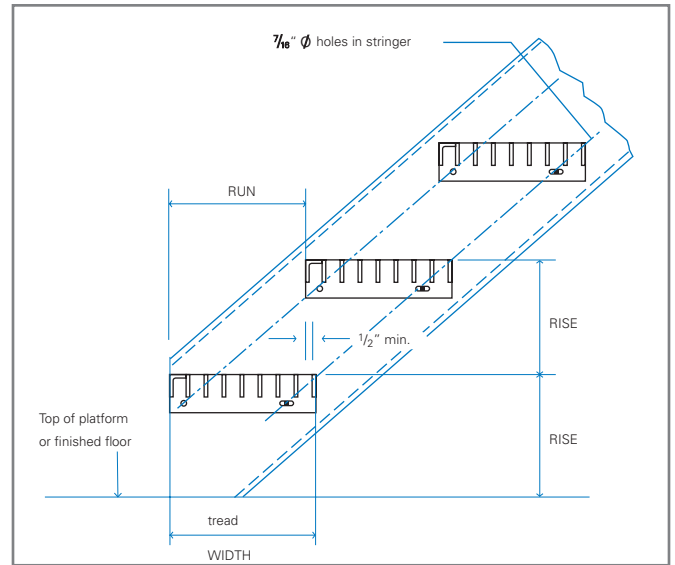 7/16" Ø holes in stringer
RUN
RISE
1/2" min.
RISE
Top of platform
or finished floor
tread
WIDTH